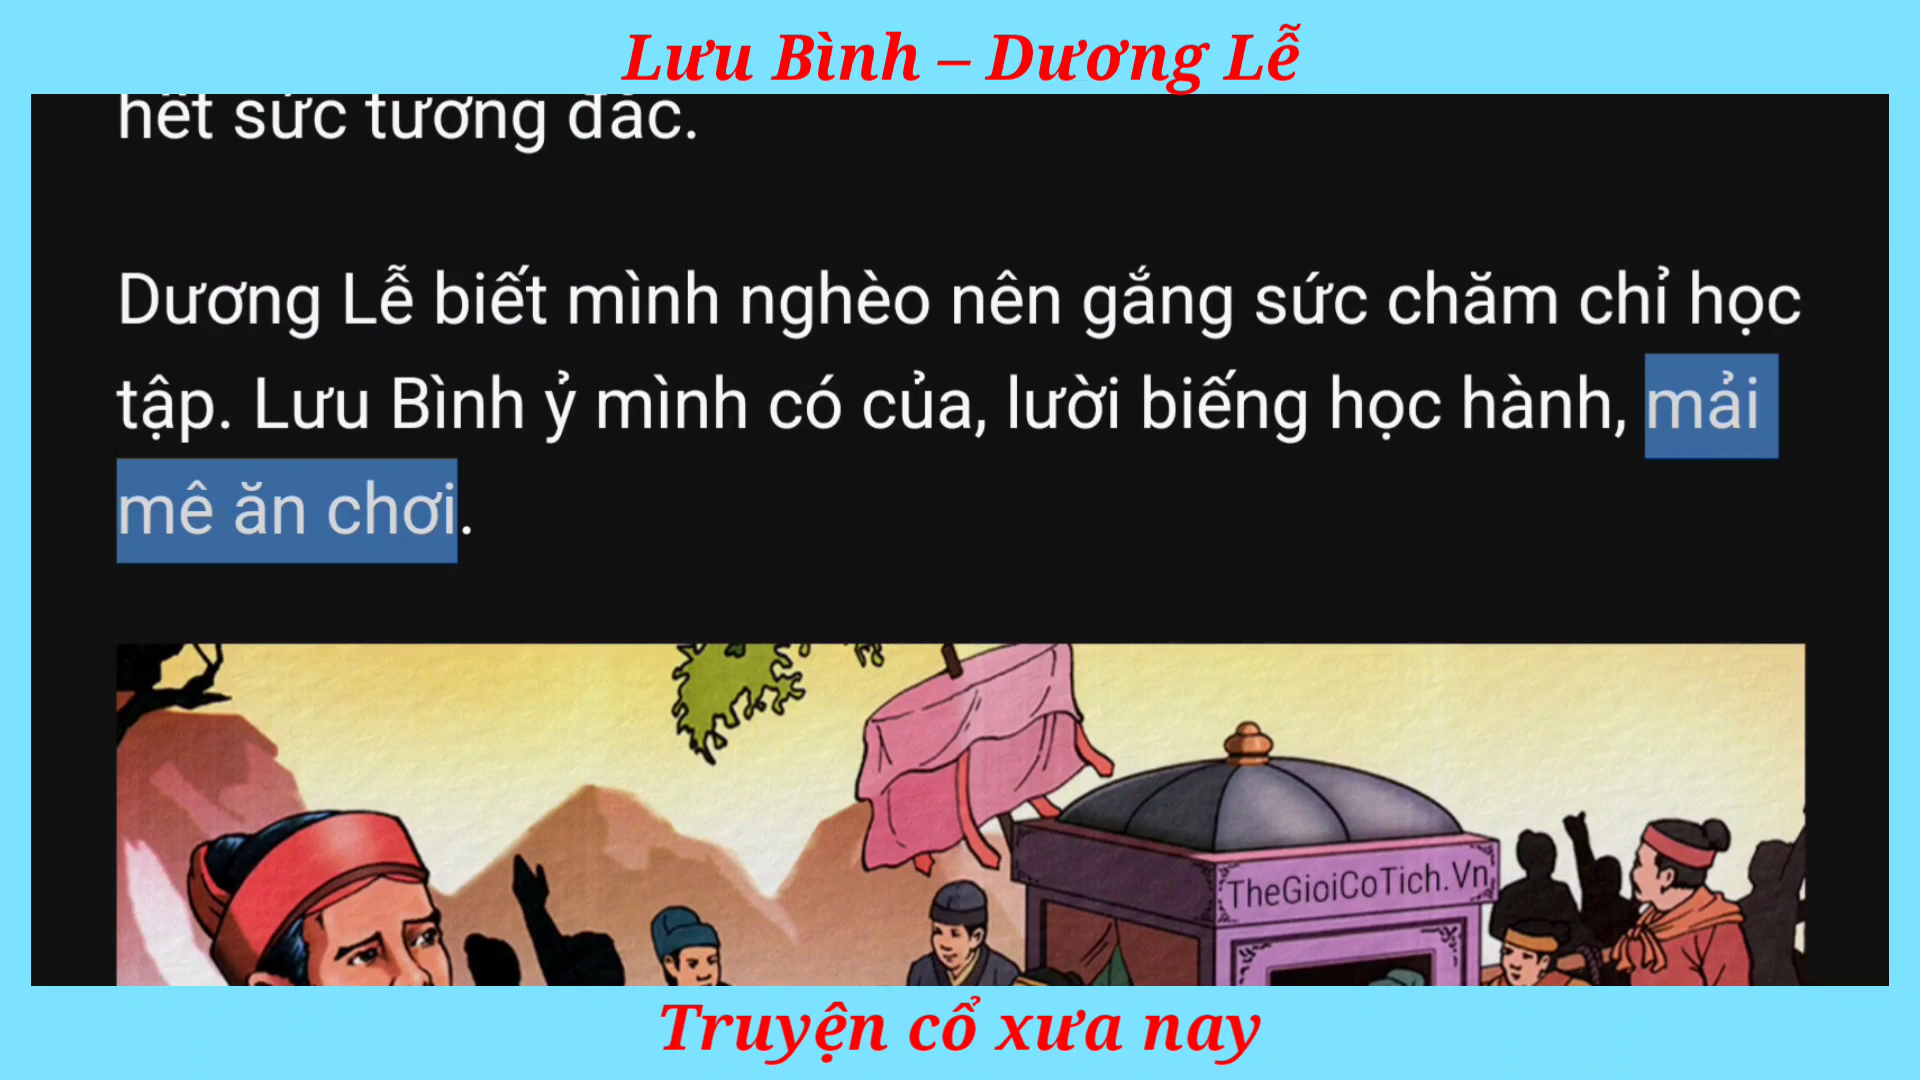 Lưu Bình – Dương Lễ
hết sức tương đắc.
Dương Lễ biết mình nghèo nên gắng sức chăm chỉ học
tập. Lưu Bình ỷ mình có của, lười biếng học hành, mải
mê ăn chơi.
TheGioiCoTich.Vn
Truyện cổ xưa nay